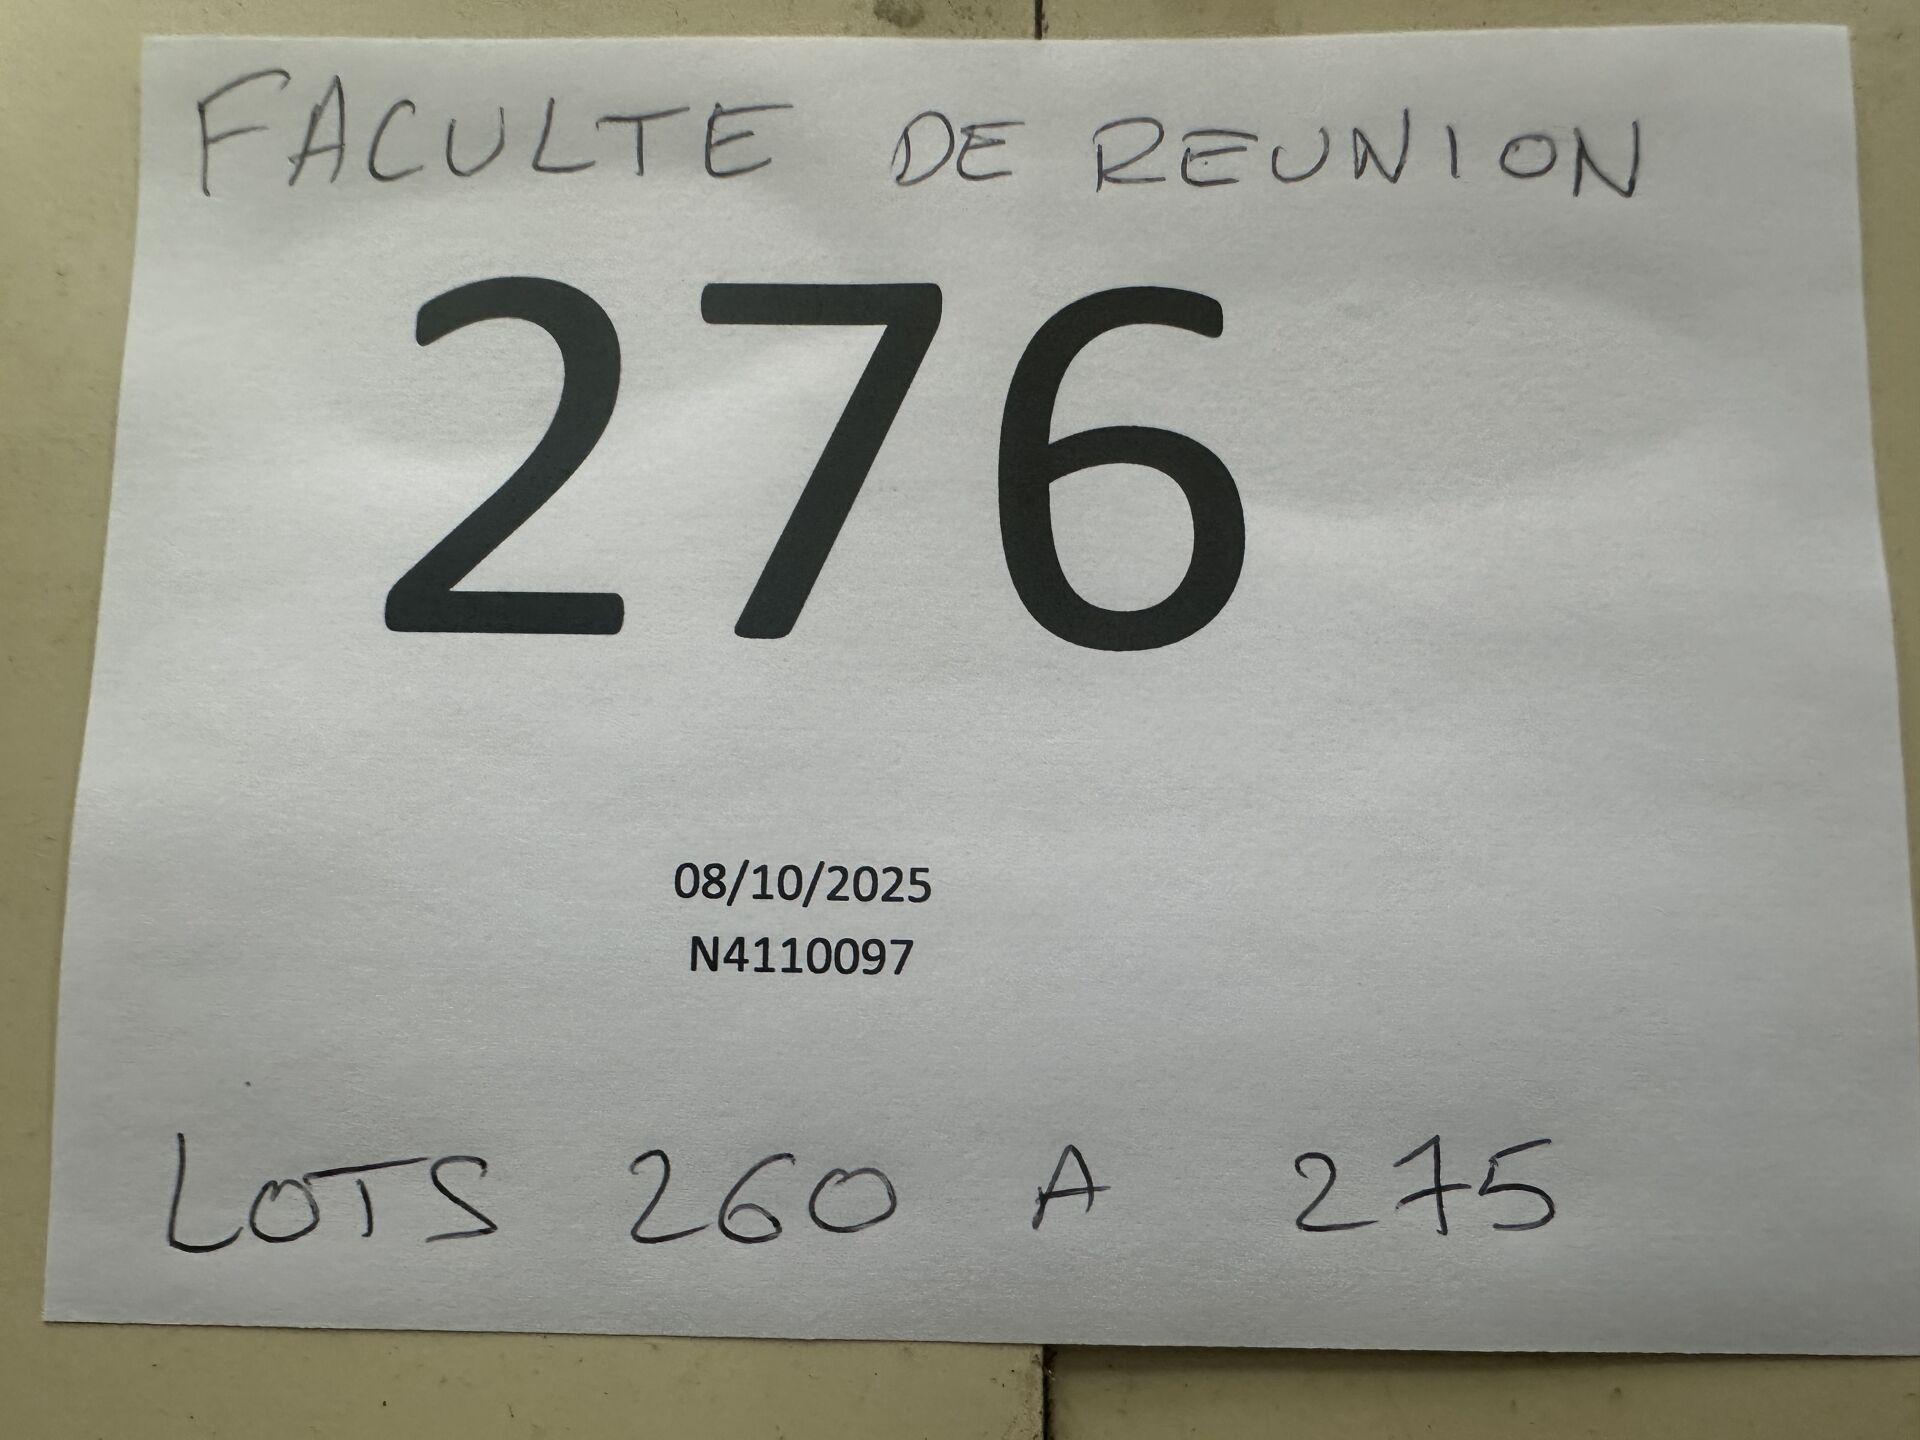 FACULTE DE REUNION
276
08/10/2025
N4110097
LOTS 260 A 275